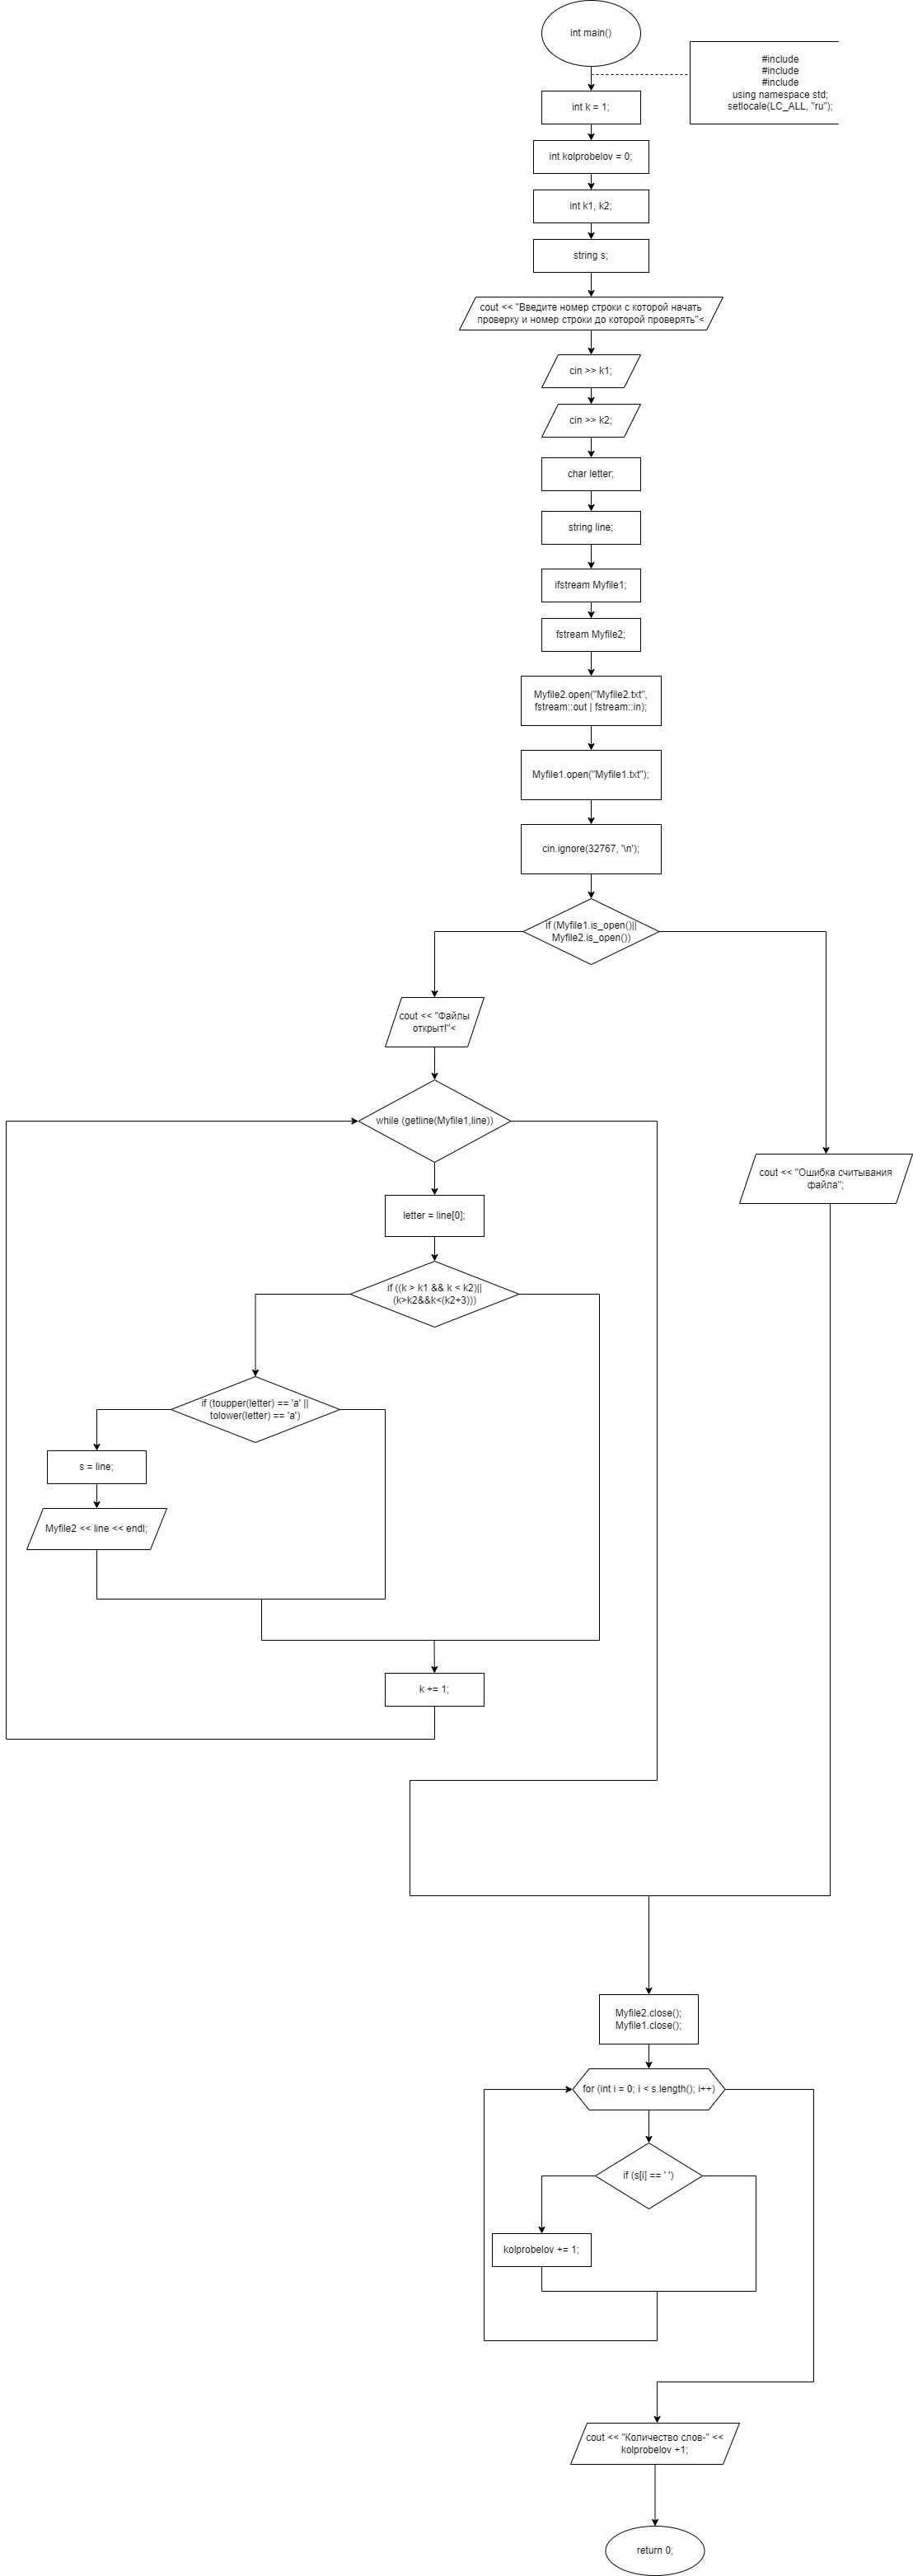 int main()
#include
#include
#include
using namespace std;
setlocale(LC_ALL, "ru");
int k = 1;
int kolprobelov = 0;
int k1, k2;
string s;
cout << "Введите номер строки с которой начать
проверку и номер строки до которой проверять"<
cin >> k1;
cin >> k2;
char letter;
string line;
ifstream Myfile1;
fstream Myfile2;
Myfile2.open("Myfile2.txt",
fstream::out | fstream::in);
Myfile1.open("Myfile1.txt");
cin.ignore(32767, '\n');
if (Myfile1.is_open()||
Myfile2.is_open())
cout << "Файлы
открыт!"<
while (getline(Myfile1,line))
cout << "Ошибка считывания
файла";
letter = line[0];
if ((k > k1 && k < k2)||
(k>k2&&k<(k2+3)))
if (toupper(letter) == 'a' ||
tolower(letter) == 'a')
s = line;
Myfile2 << line << endl;
k += 1;
Myfile2.close();
Myfile1.close();
for (int i = 0; i < s.length(); i++)
if (s[i] == ' ')
kolprobelov += 1;
cout << "Количество слов-" <<
kolprobelov +1;
return 0;